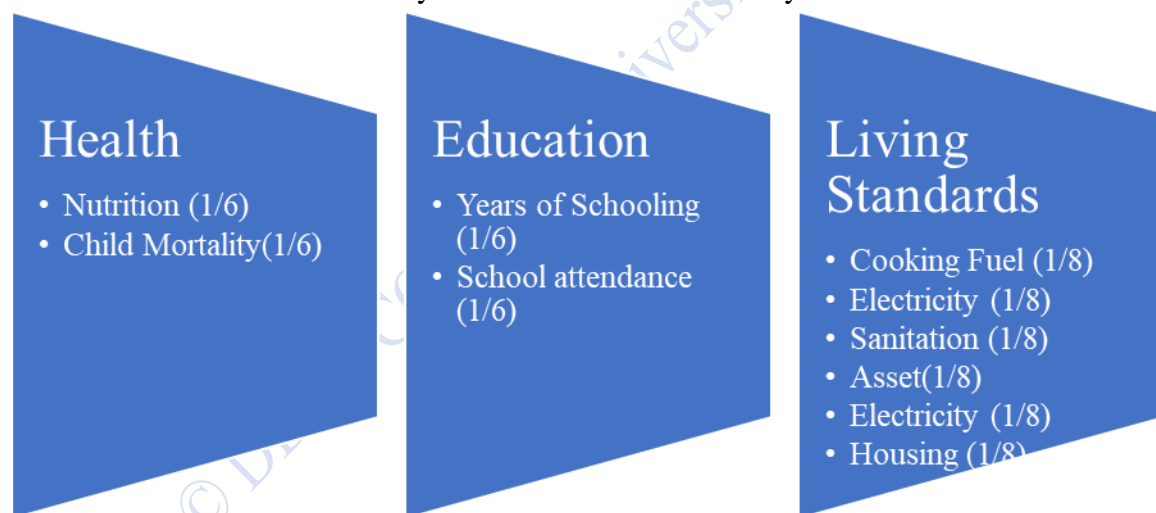 Health
• Nutrition (1/6)
• Child Mortality(1/6)
Education
• Years of Schooling
(1/6)
• School attendance
(1/6)
Living
Standards
• Cooking Fuel (1/8)
• Electricity (1/8)
• Sanitation (1/8)
• Asset(1/8)
• Electricity (1/8)
• Housing (1/8)